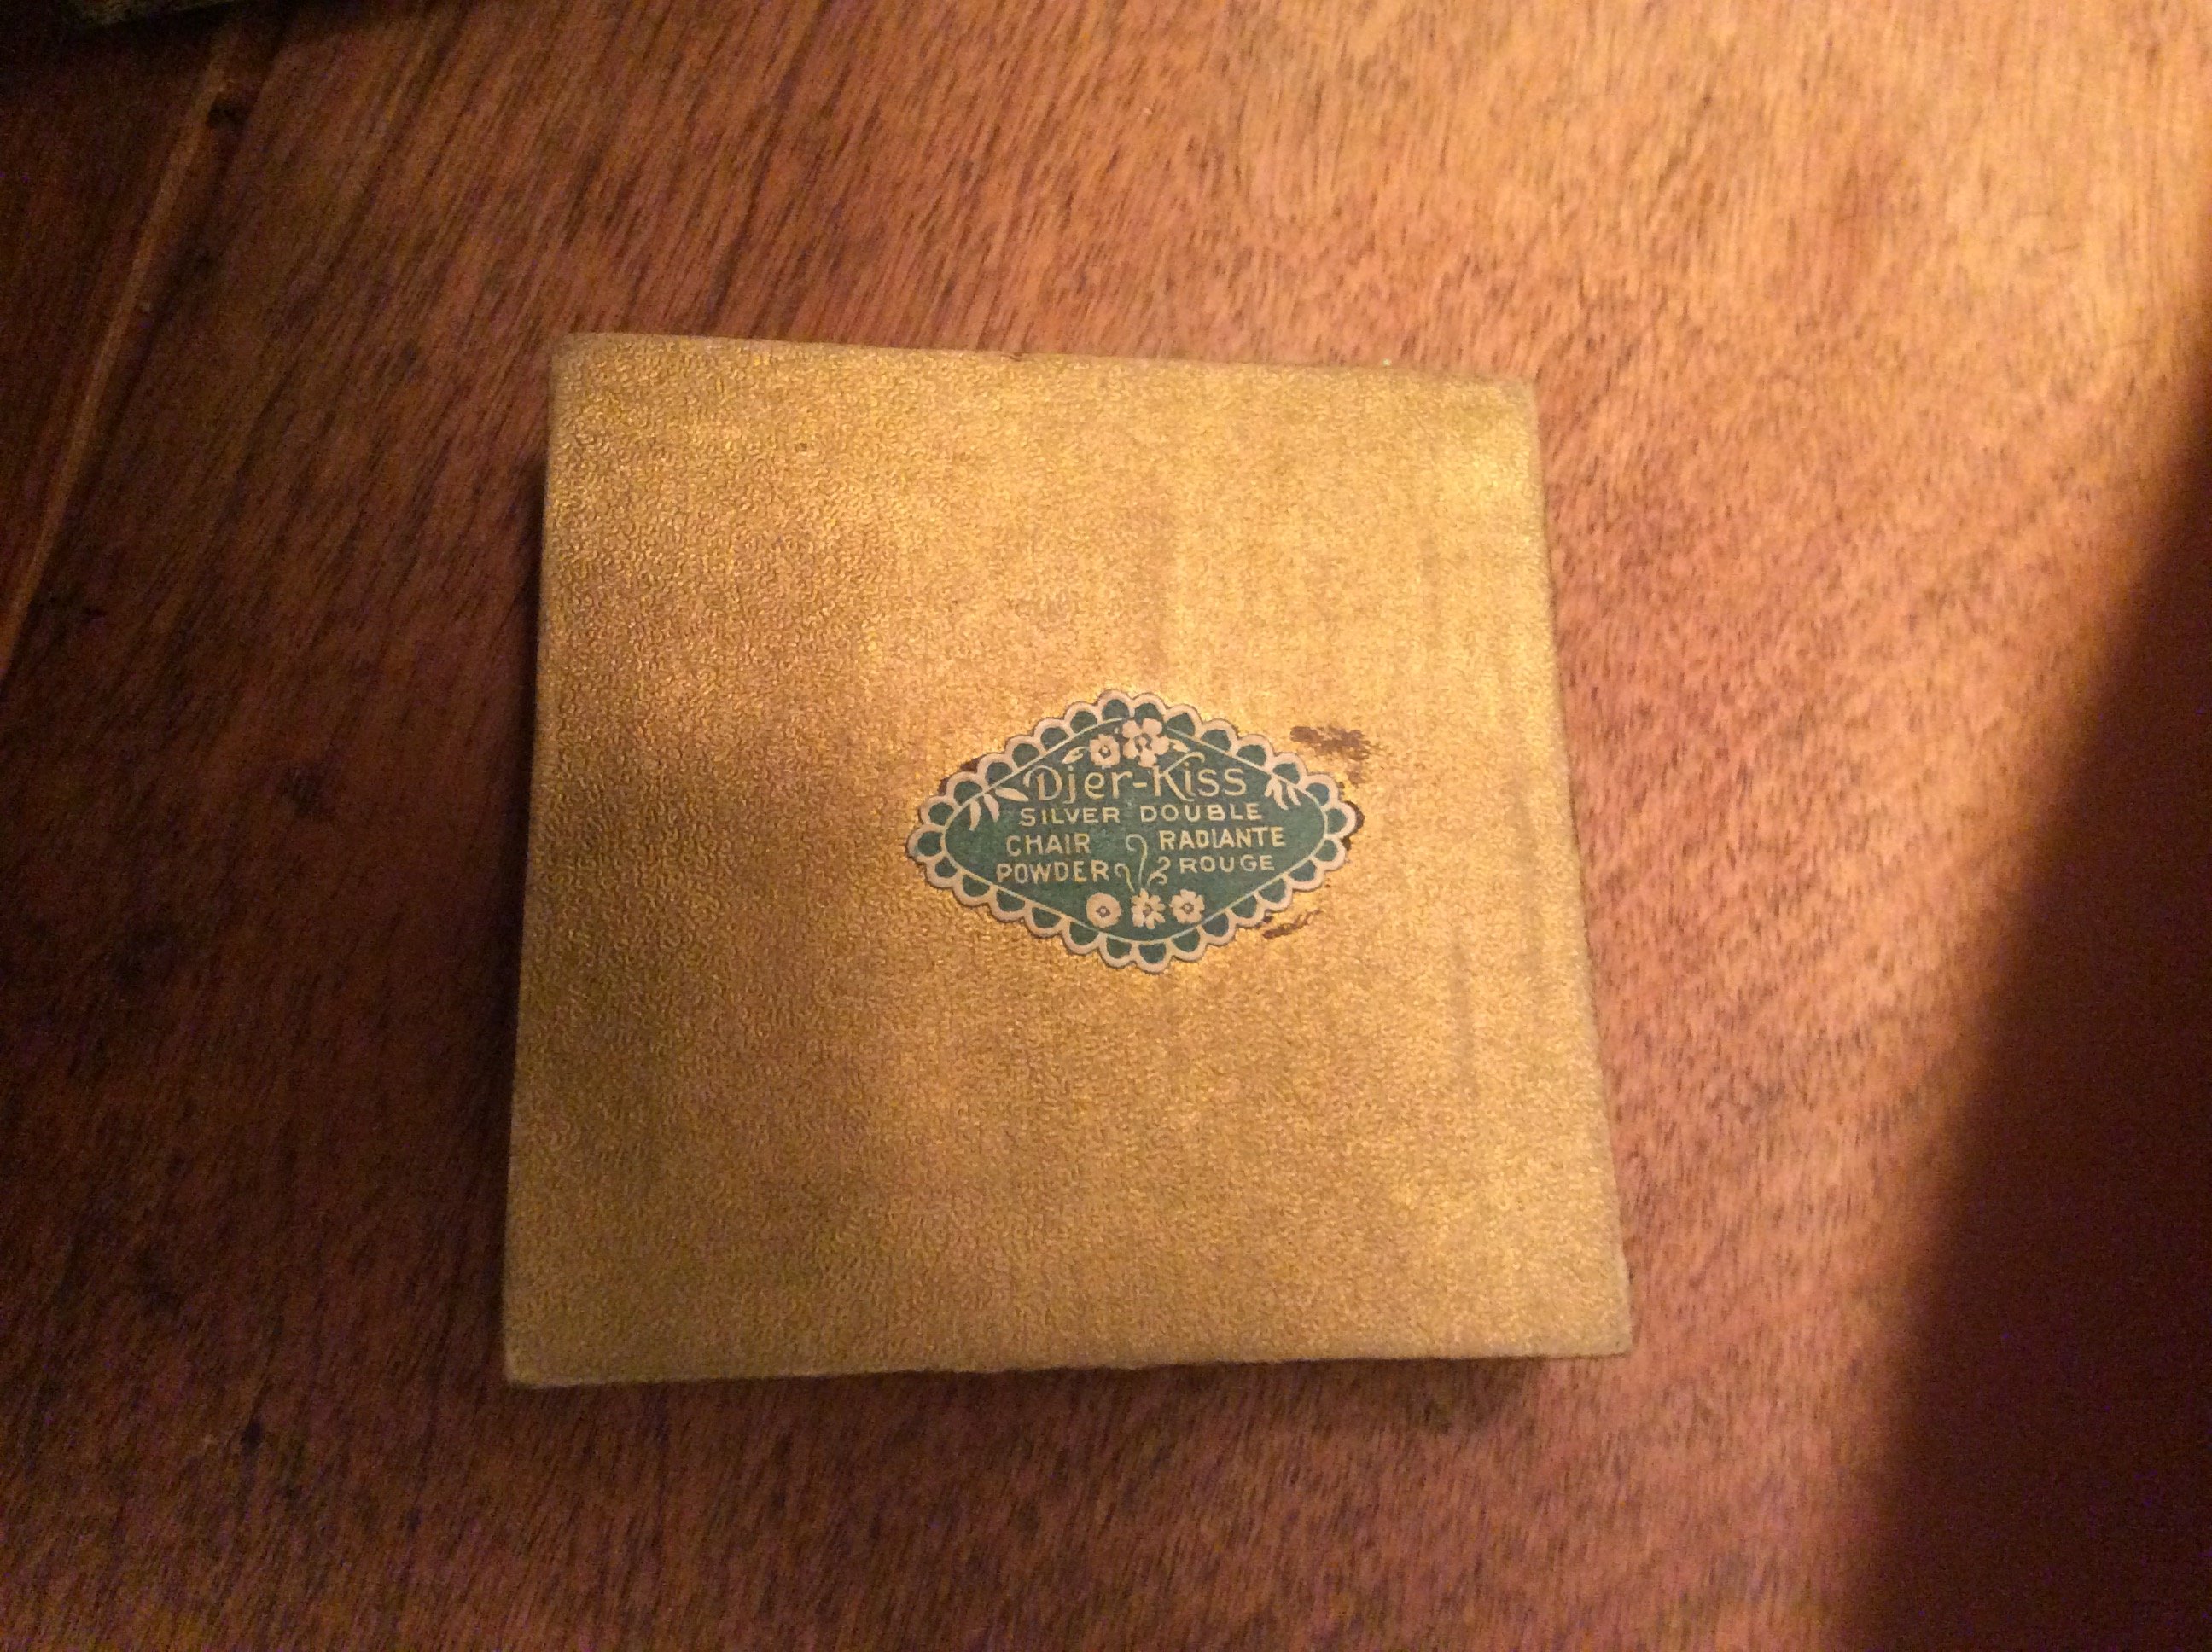 Djer-Kiss
SILVER DOUBLE
CHAIR RADIANTE
POWDER ROUGE